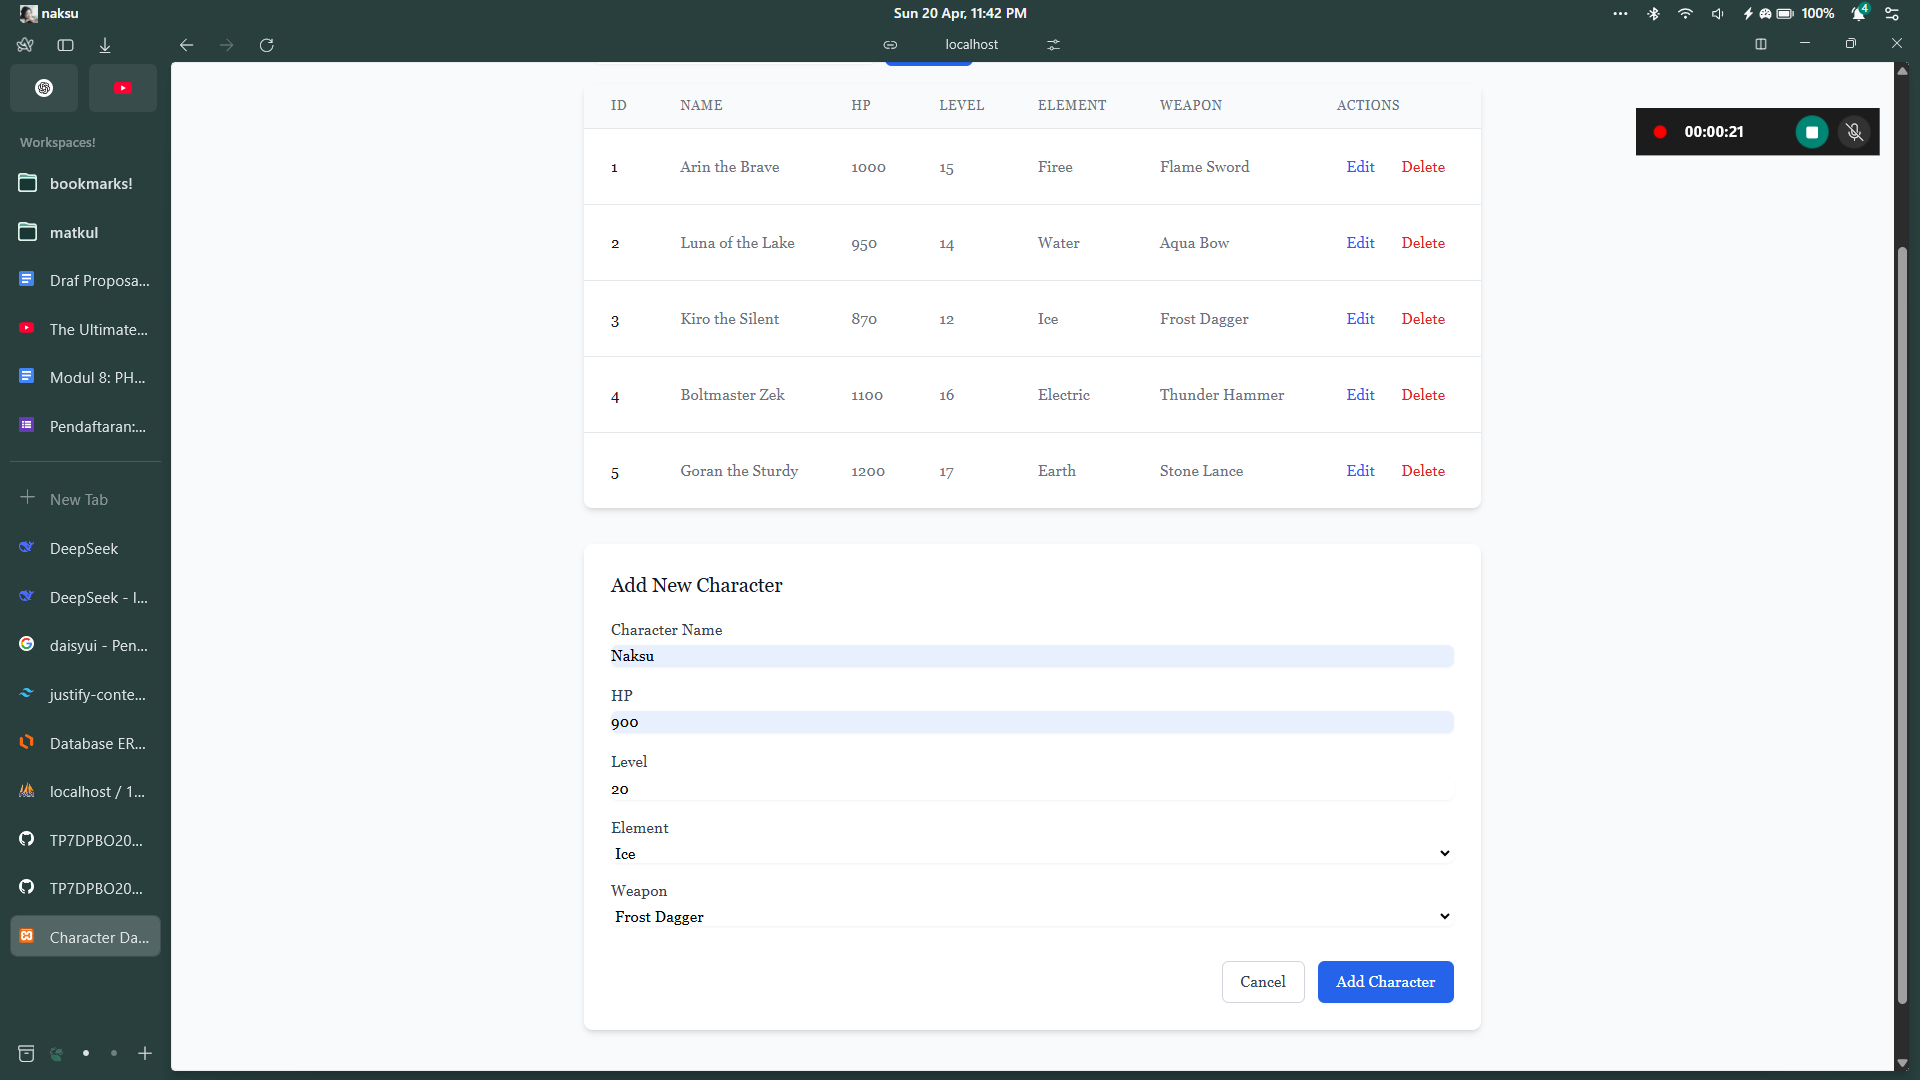 naksu
Sun 20 Apr, 11:42 PM
100%
4
localhost
Workspaces!
bookmarks!
matkul
Draf Proposa...
The Ultimate...
Modul 8: PH...
Pendaftaran:...
New Tab
DeepSeek
DeepSeek - I...
daisyui - Pen...
justify-conte...
Database ER...
localhost / 1...
TP7DPBO20...
TP7DPBO20...
Character Da...
00:00:21
ID NAME HP LEVEL ELEMENT WEAPON ACTIONS
1 Arin the Brave 1000 15 Firee Flame Sword Edit Delete
2 Luna of the Lake 950 14 Water Aqua Bow Edit Delete
3 Kiro the Silent 870 12 Ice Frost Dagger Edit Delete
4 Boltmaster Zek 1100 16 Electric Thunder Hammer Edit Delete
5 Goran the Sturdy 1200 17 Earth Stone Lance Edit Delete
Add New Character
Character Name
Naksu
HP
900
Level
20
Element
Ice
Weapon
Frost Dagger
Cancel Add Character